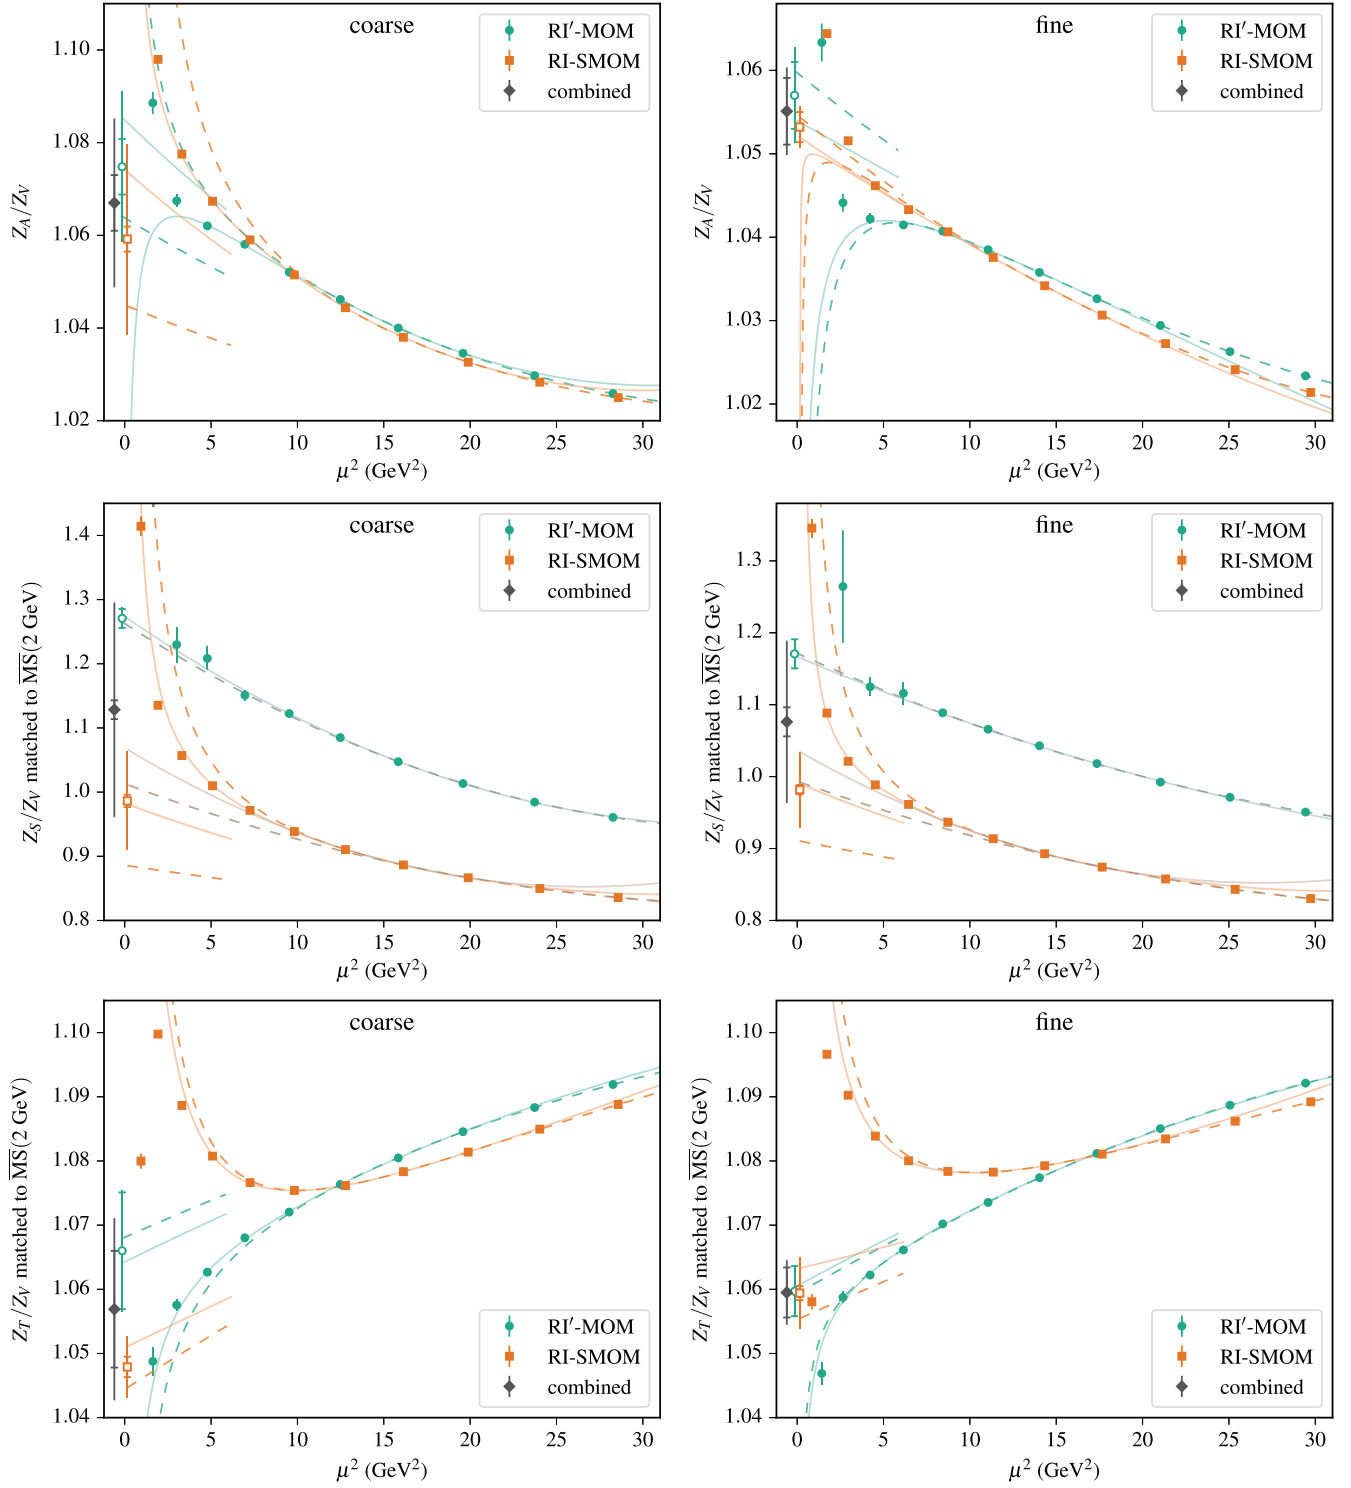 coarse
RI′-MOM
RI-SMOM
combined
1.10
1.08
1.06
1.04
1.02
Z_A/Z_V
0 5 10 15 20 25 30
μ² (GeV²)
fine
RI′-MOM
RI-SMOM
combined
1.06
1.05
1.04
1.03
1.02
Z_A/Z_V
0 5 10 15 20 25 30
μ² (GeV²)
coarse
RI′-MOM
RI-SMOM
combined
1.4
1.3
1.2
1.1
1.0
0.9
0.8
Z_S/Z_V matched to M̅S̅(2 GeV)
0 5 10 15 20 25 30
μ² (GeV²)
fine
RI′-MOM
RI-SMOM
combined
1.3
1.2
1.1
1.0
0.9
0.8
Z_S/Z_V matched to M̅S̅(2 GeV)
0 5 10 15 20 25 30
μ² (GeV²)
coarse
1.10
1.09
1.08
1.07
1.06
1.05
1.04
Z_T/Z_V matched to M̅S̅(2 GeV)
RI′-MOM
RI-SMOM
combined
0 5 10 15 20 25 30
μ² (GeV²)
fine
1.10
1.09
1.08
1.07
1.06
1.05
1.04
Z_T/Z_V matched to M̅S̅(2 GeV)
RI′-MOM
RI-SMOM
combined
0 5 10 15 20 25 30
μ² (GeV²)